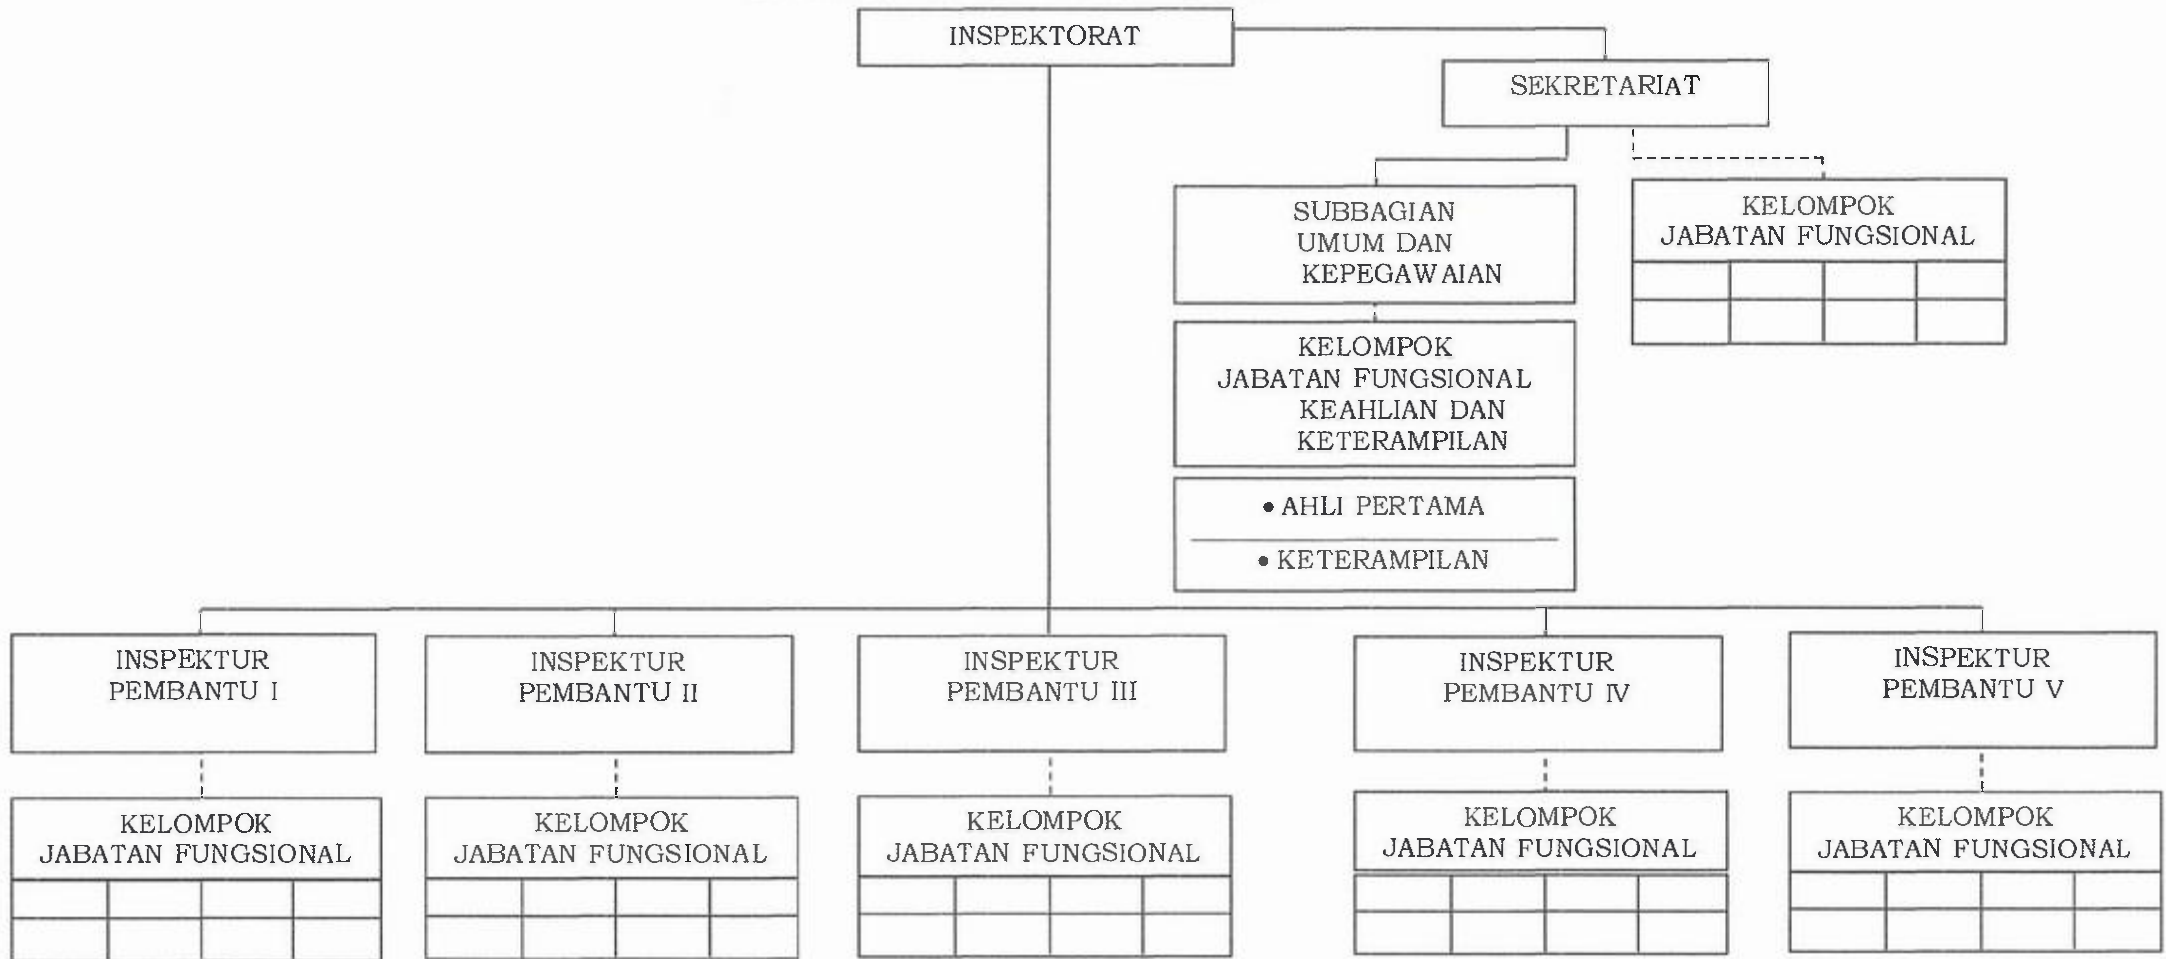 INSPEKTORAT
SEKRETARIAT
SUBBAGIAN
UMUM DAN
KEPEGAWAIAN
KELOMPOK
JABATAN FUNGSIONAL
KELOMPOK
JABATAN FUNGSIONAL
KEAHLIAN DAN
KETERAMPILAN
• AHLI PERTAMA
• KETERAMPILAN
INSPEKTUR
PEMBANTU I
INSPEKTUR
PEMBANTU II
INSPEKTUR
PEMBANTU III
INSPEKTUR
PEMBANTU IV
INSPEKTUR
PEMBANTU V
KELOMPOK
JABATAN FUNGSIONAL
KELOMPOK
JABATAN FUNGSIONAL
KELOMPOK
JABATAN FUNGSIONAL
KELOMPOK
JABATAN FUNGSIONAL
KELOMPOK
JABATAN FUNGSIONAL